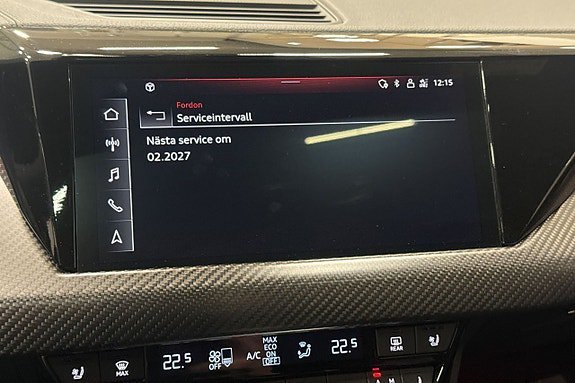 12:15
Fordon
Serviceintervall
Nästa service om
02.2027
MAX
22.5
OFF
A/C
MAX
ECO
ON
OFF
22.5
REAR
A M